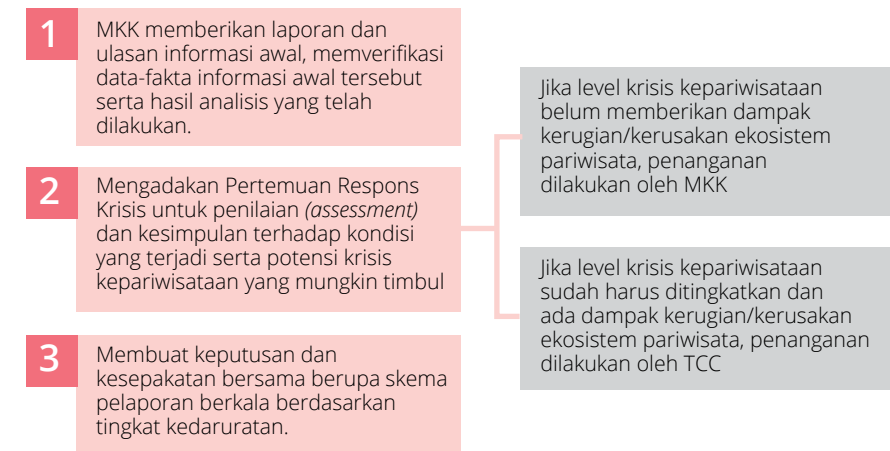 1
MKK memberikan laporan dan
ulasan informasi awal, memverifikasi
data-fakta informasi awal tersebut
serta hasil analisis yang telah
dilakukan.
2
Mengadakan Pertemuan Respons
Krisis untuk penilaian (assessment)
dan kesimpulan terhadap kondisi
yang terjadi serta potensi krisis
kepariwisataan yang mungkin timbul
Jika level krisis kepariwisataan
belum memberikan dampak
kerugian/kerusakan ekosistem
pariwisata, penanganan
dilakukan oleh MKK
Jika level krisis kepariwisataan
sudah harus ditingkatkan dan
ada dampak kerugian/kerusakan
ekosistem pariwisata, penanganan
dilakukan oleh TCC
3
Membuat keputusan dan
kesepakatan bersama berupa skema
pelaporan berkala berdasarkan
tingkat kedaruratan.